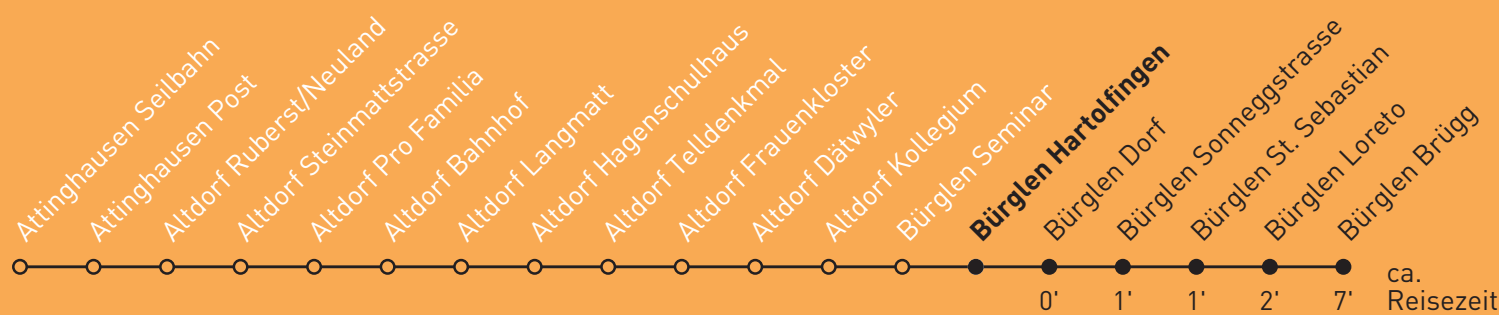 Attinghausen Seilbahn
Attinghausen Post
Altdorf Ruberst/Neuland
Altdorf Steinmattstrasse
Altdorf Pro Familia
Altdorf Bahnhof
Altdorf Langmatt
Altdorf Hagenschulhaus
Altdorf Telldenkmal
Altdorf Frauenkloster
Altdorf Dätwyler
Altdorf Kollegium
Bürglen Seminar
Bürglen Hartolfingen
Bürglen Dorf
Bürglen Sonneggstrasse
Bürglen St. Sebastian
Bürglen Loreto
Bürglen Brügg
ca.
0' 1' 1' 2' 7' Reisezeit